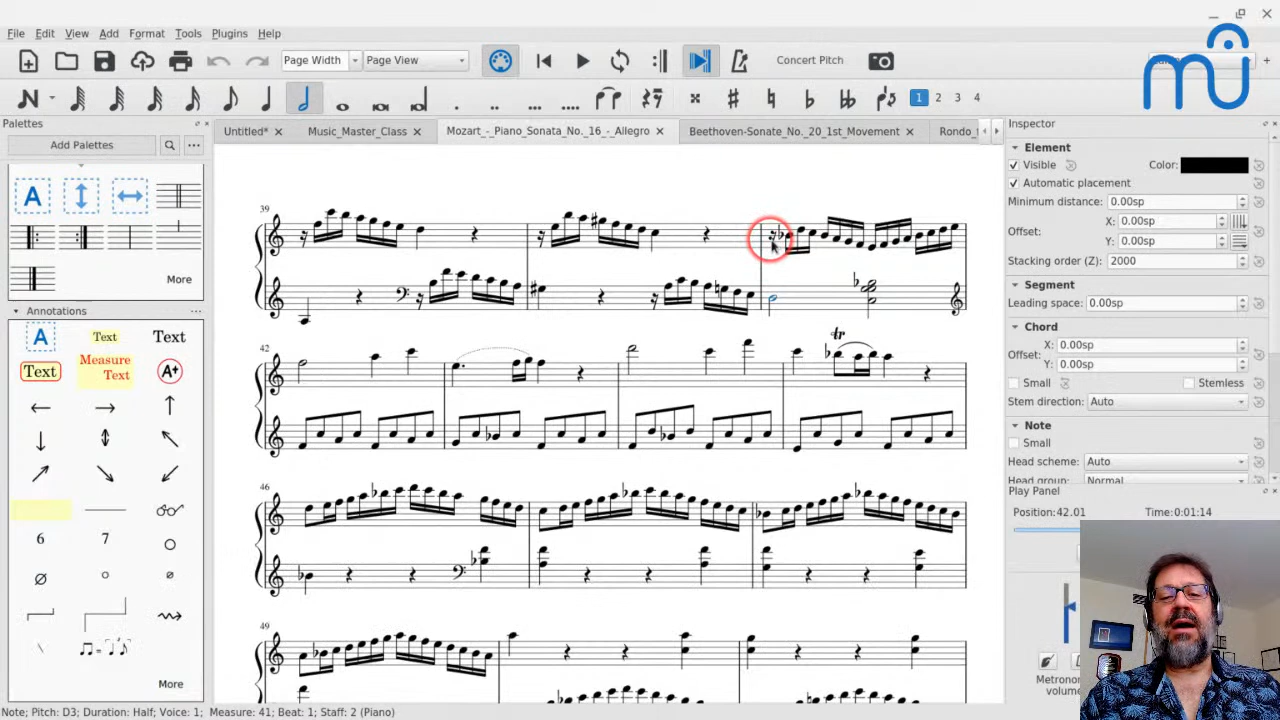 File Edit View Add Format Tools Plugins Help
Page Width Page View Concert Pitch
1 2 3 4
Palettes
Add Palettes
More
Annotations
A Text Text
Text Measure Text A+
6 7
More
Untitled* Music_Master_Class Mozart_-_Piano_Sonata_No._16_-_Allegro Beethoven-Sonate_No._20_1st_Movement
39
42
46
49
Inspector
Element
Visible Color:
Automatic placement
Minimum distance: 0.00sp
Offset: X: 0.00sp
Y: 0.00sp
Stacking order (Z): 2000
Segment
Leading space: 0.00sp
Chord
Offset: X: 0.00sp
Y: 0.00sp
Small Stemless
Stem direction: Auto
Note
Small
Head scheme: Auto
Head group: Normal
Play Panel
Position:42.01 Time:0:01:14
Metronome
volume
Note; Pitch: D3; Duration: Half; Voice: 1; Measure: 41; Beat: 1; Staff: 2 (Piano)